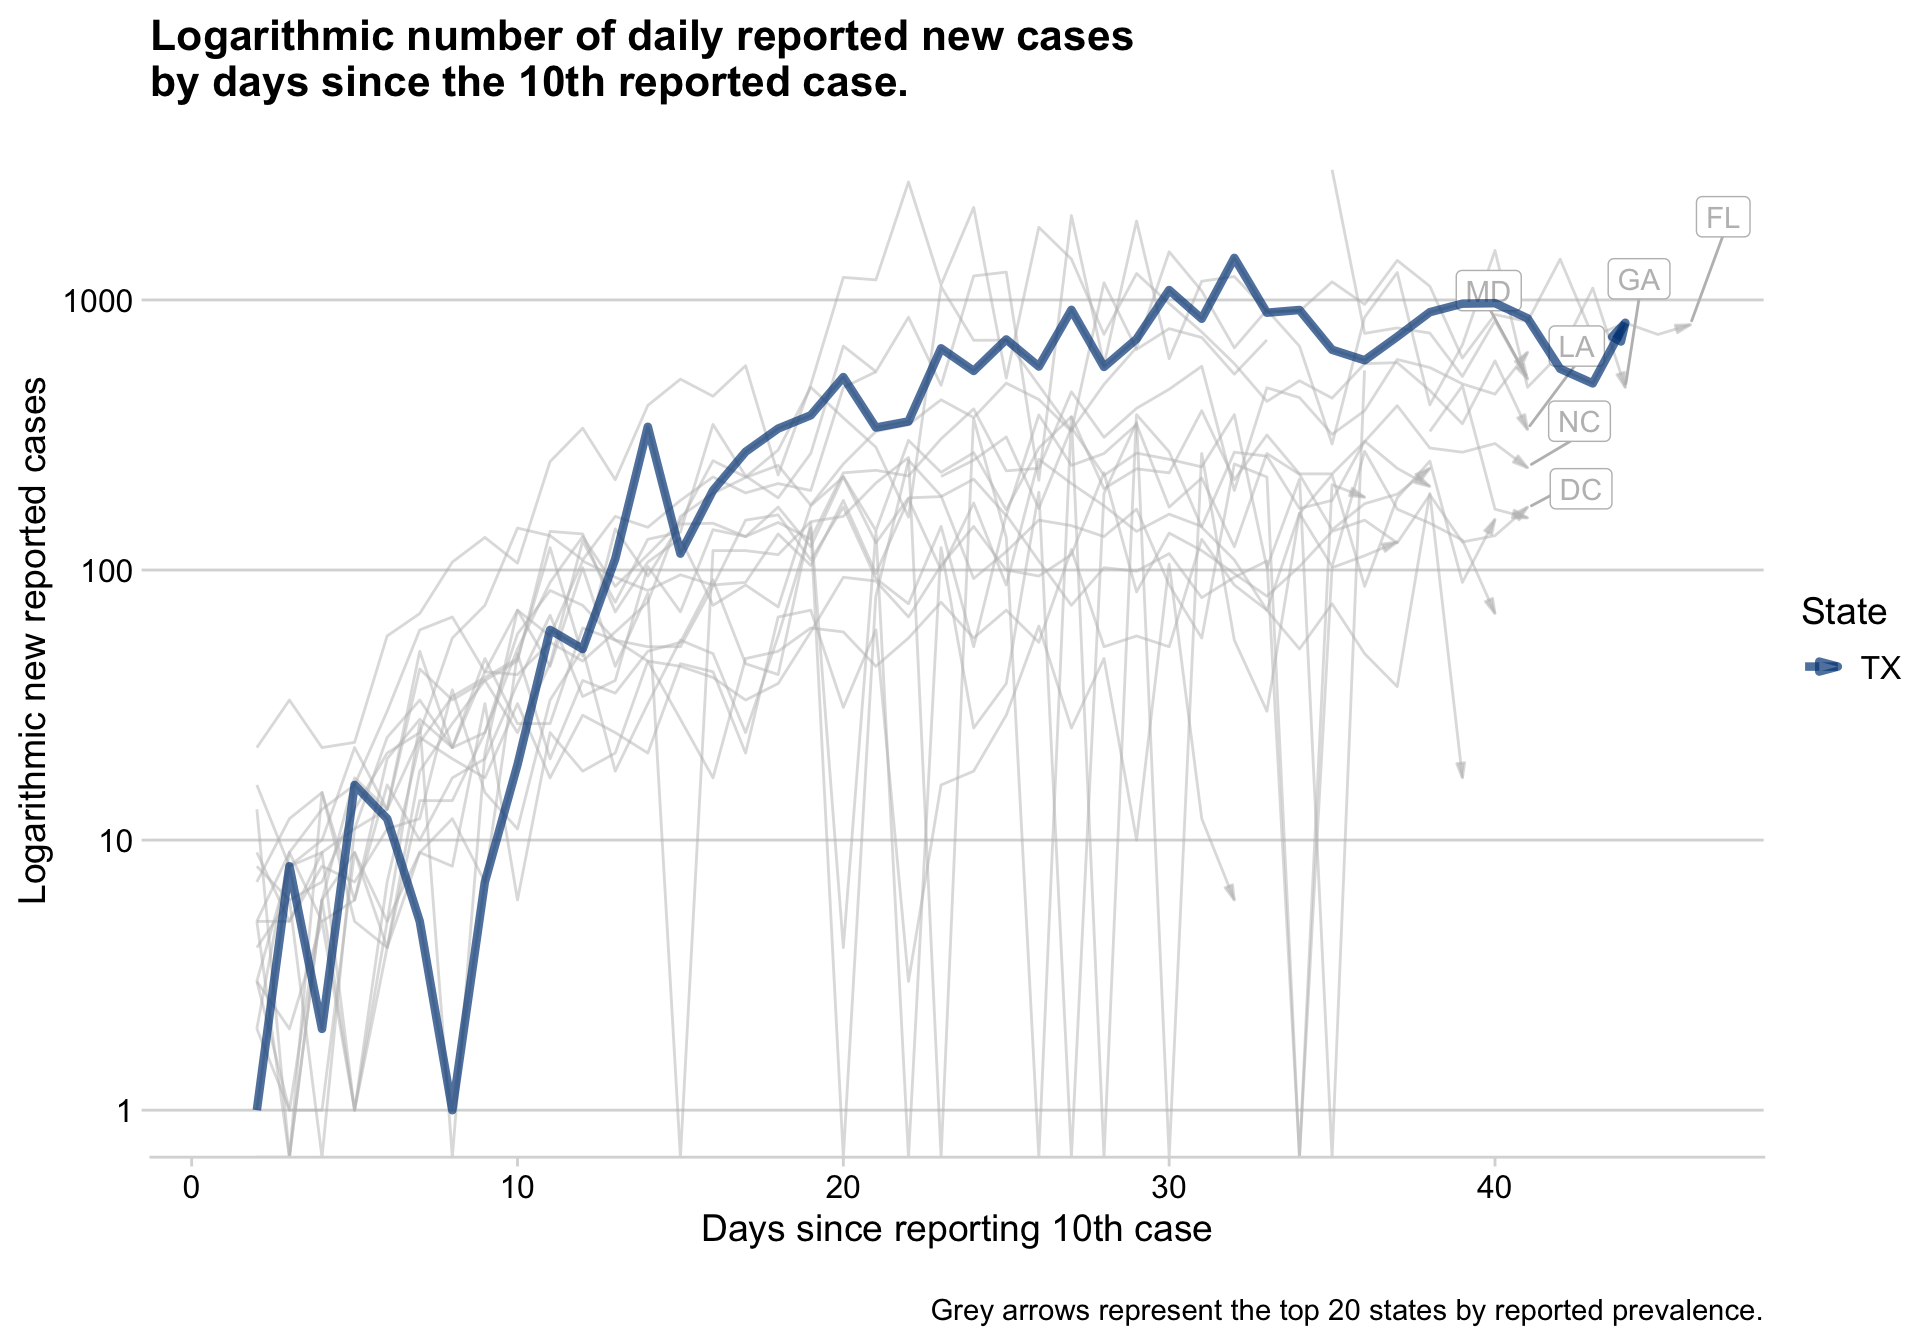 Logarithmic number of daily reported new cases
by days since the 10th reported case.
Logarithmic new reported cases
1000
100
10
1
FL
GA
MD
LA
NC
DC
State
TX
0 10 20 30 40
Days since reporting 10th case
Grey arrows represent the top 20 states by reported prevalence.